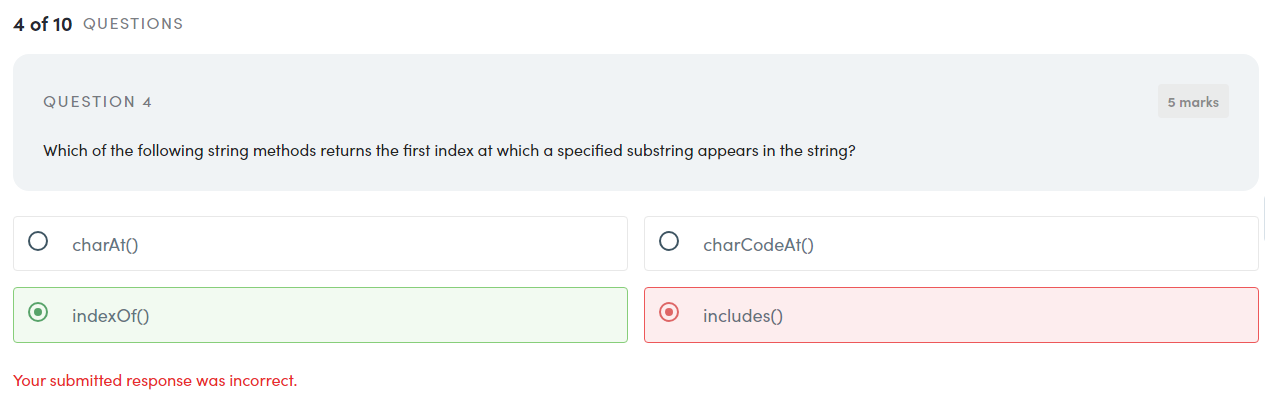 4 of 10 QUESTIONS
QUESTION 4
5 marks
Which of the following string methods returns the first index at which a specified substring appears in the string?
charAt()
charCodeAt()
indexOf()
includes()
Your submitted response was incorrect.